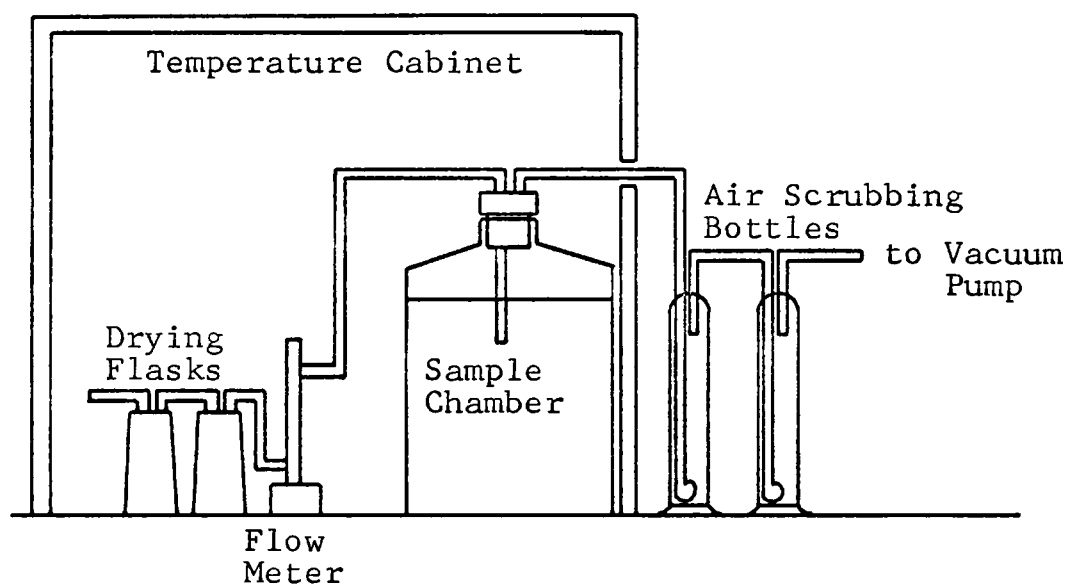 Temperature Cabinet
Air Scrubbing
Bottles
to Vacuum
Pump
Drying
Flasks
Sample
Chamber
Flow
Meter